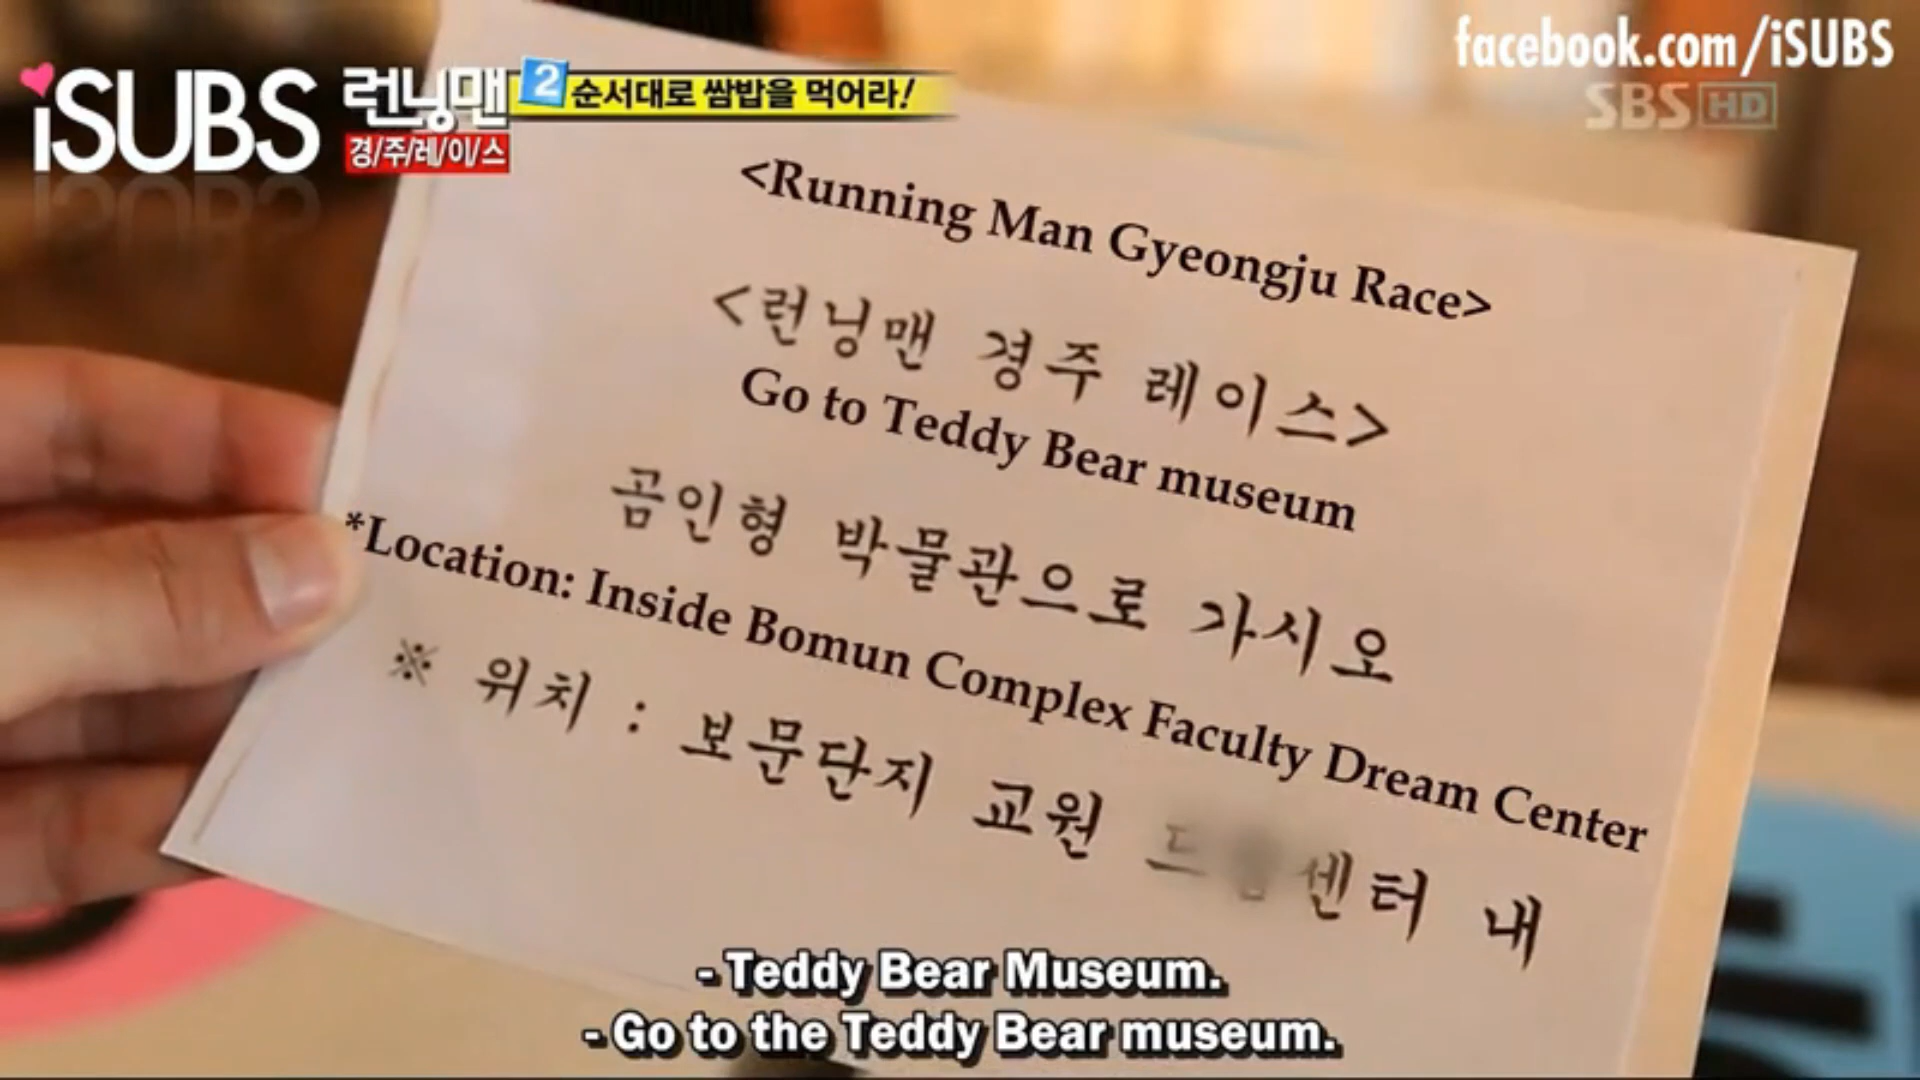 facebook.com/iSUBS
iSUBS
런닝맨
경/주/레/이/스
2 순서대로 쌈밥을 먹어라!
SBS HD
<Running Man Gyeongju Race>
<런닝맨 경주 레이스>
Go to Teddy Bear museum
곰인형 박물관으로 가시오
*Location: Inside Bomun Complex Faculty Dream Center
※ 위치 : 보문단지 교원 센터 내
- Teddy Bear Museum.
- Go to the Teddy Bear museum.